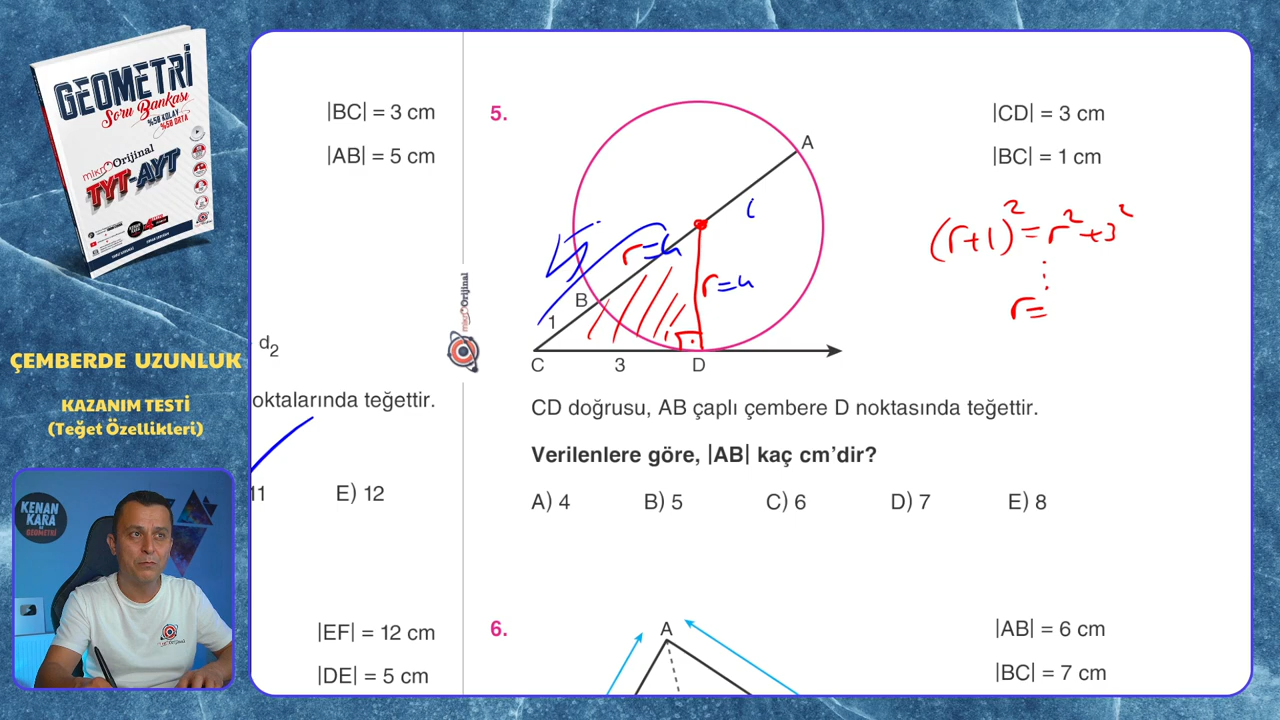 GEOMETRİ
Soru Bankası
%50 KOLAY
%50 ORTA
mikro Orijinal
TYT-AYT
ÇEMBERDE UZUNLUK
KAZANIM TESTİ
(Teğet Özellikleri)
KENAN
KARA
GEOMETRİ
|BC| = 3 cm
|AB| = 5 cm
d2
oktalarında teğettir.
11
E) 12
|EF| = 12 cm
|DE| = 5 cm
mikro Orijinal
5.
A
B
C
D
1
3
r=4
r=4
5
|CD| = 3 cm
|BC| = 1 cm
(r+1)² = r² + 3²
r=
CD doğrusu, AB çaplı çembere D noktasında teğettir.
Verilenlere göre, |AB| kaç cm’dir?
A) 4 B) 5 C) 6 D) 7 E) 8
6.
A
|AB| = 6 cm
|BC| = 7 cm